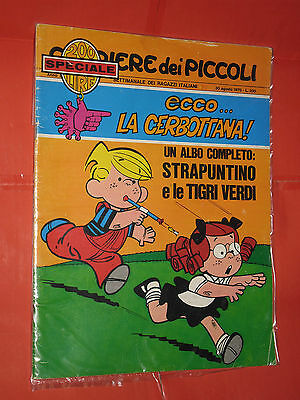 200
SPECIALE
LIRE
CORRIERE dei PICCOLI
SETTIMANALE DEI RAGAZZI ITALIANI
ecco...
LA CERBOTTANA!
UN ALBO COMPLETO:
STRAPUNTINO
e le TIGRI VERDI